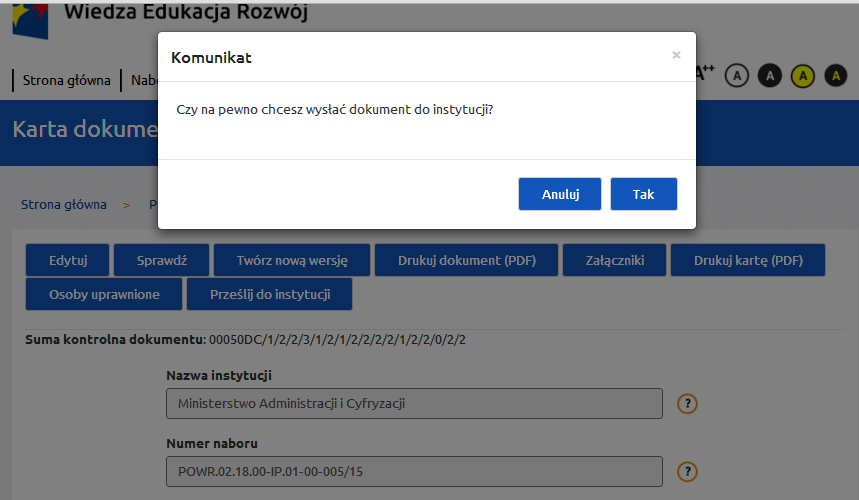 Wiedza Edukacja Rozwój
Komunikat ×
Strona główna A++ A A A A
Czy na pewno chcesz wysłać dokument do instytucji?
Karta
Anuluj Tak
Strona główna >
Edytuj Sprawdź Twórz nową wersję Drukuj dokument (PDF) Załączniki Drukuj kartę (PDF)
Osoby uprawnione Prześlij do instytucji
Suma kontrolna dokumentu: 00050DC/1/2/2/3/1/2/1/2/2/2/2/1/2/2/0/2/2
Nazwa instytucji
Ministerstwo Administracji i Cyfryzacji ?
Numer naboru
POWR.02.18.00-IP.01-00-005/15 ?